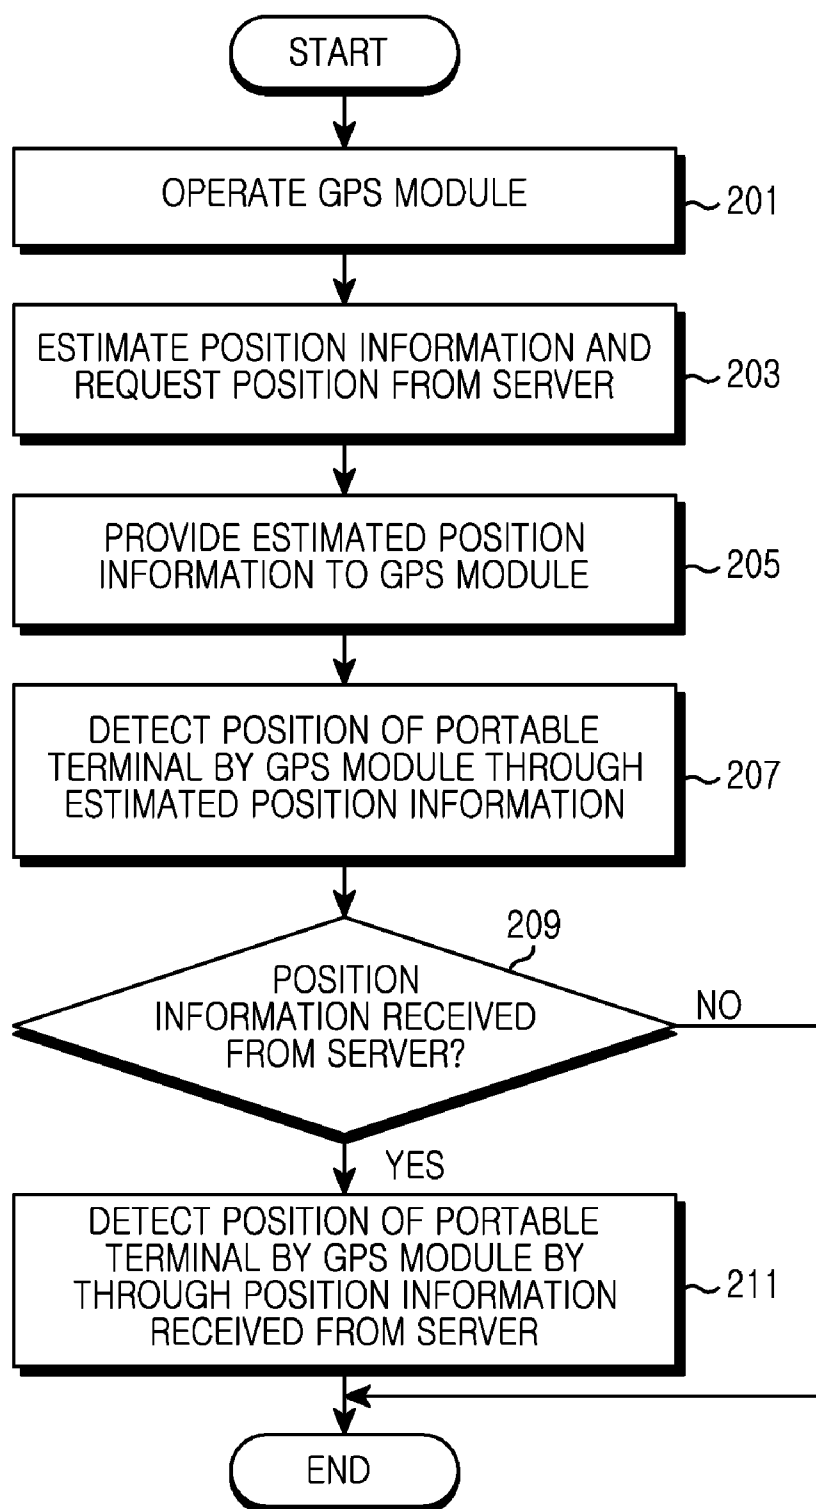 START
OPERATE GPS MODULE
201
ESTIMATE POSITION INFORMATION AND
REQUEST POSITION FROM SERVER
203
PROVIDE ESTIMATED POSITION
INFORMATION TO GPS MODULE
205
DETECT POSITION OF PORTABLE
TERMINAL BY GPS MODULE THROUGH
ESTIMATED POSITION INFORMATION
207
209
POSITION
INFORMATION RECEIVED
FROM SERVER?
NO
YES
DETECT POSITION OF PORTABLE
TERMINAL BY GPS MODULE BY
THROUGH POSITION INFORMATION
RECEIVED FROM SERVER
211
END